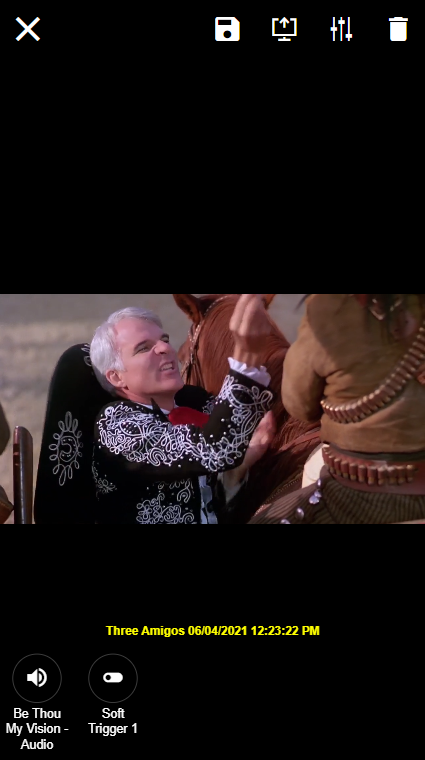 Three Amigos 06/04/2021 12:23:22 PM
Be Thou
My Vision -
Audio
Soft
Trigger 1